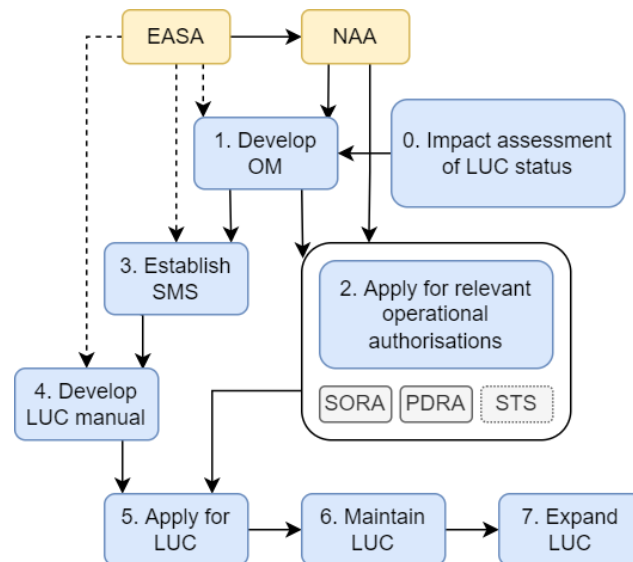 EASA
NAA
1. Develop
OM
0. Impact assessment
of LUC status
3. Establish
SMS
2. Apply for relevant
operational
authorisations
4. Develop
LUC manual
SORA
PDRA
STS
5. Apply for
LUC
6. Maintain
LUC
7. Expand
LUC